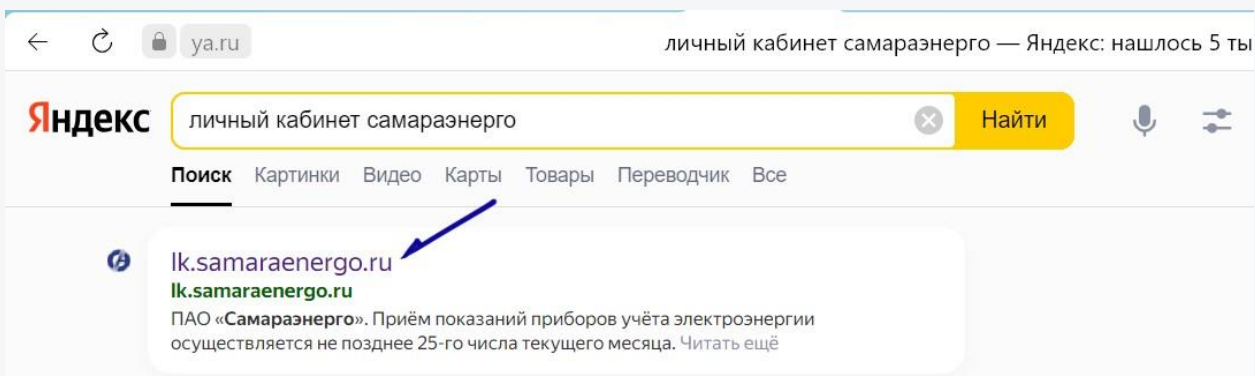 ya.ru
личный кабинет самараэнерго — Яндекс: нашлось 5 ты
Яндекс
личный кабинет самараэнерго
Найти
Поиск Картинки Видео Карты Товары Переводчик Все
lk.samaraenergo.ru
lk.samaraenergo.ru
ПАО «Самараэнерго». Приём показаний приборов учёта электроэнергии
осуществляется не позднее 25-го числа текущего месяца. Читать ещё